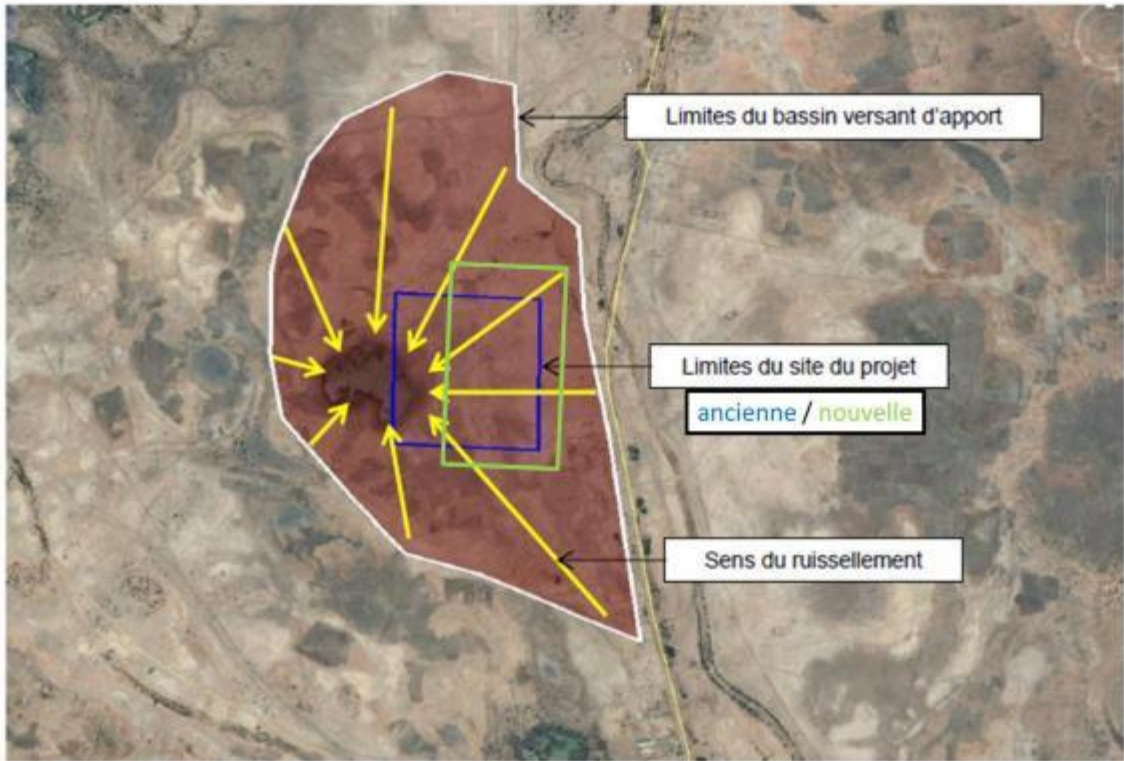 Limites du bassin versant d'apport
Limites du site du projet
ancienne / nouvelle
Sens du ruissellement